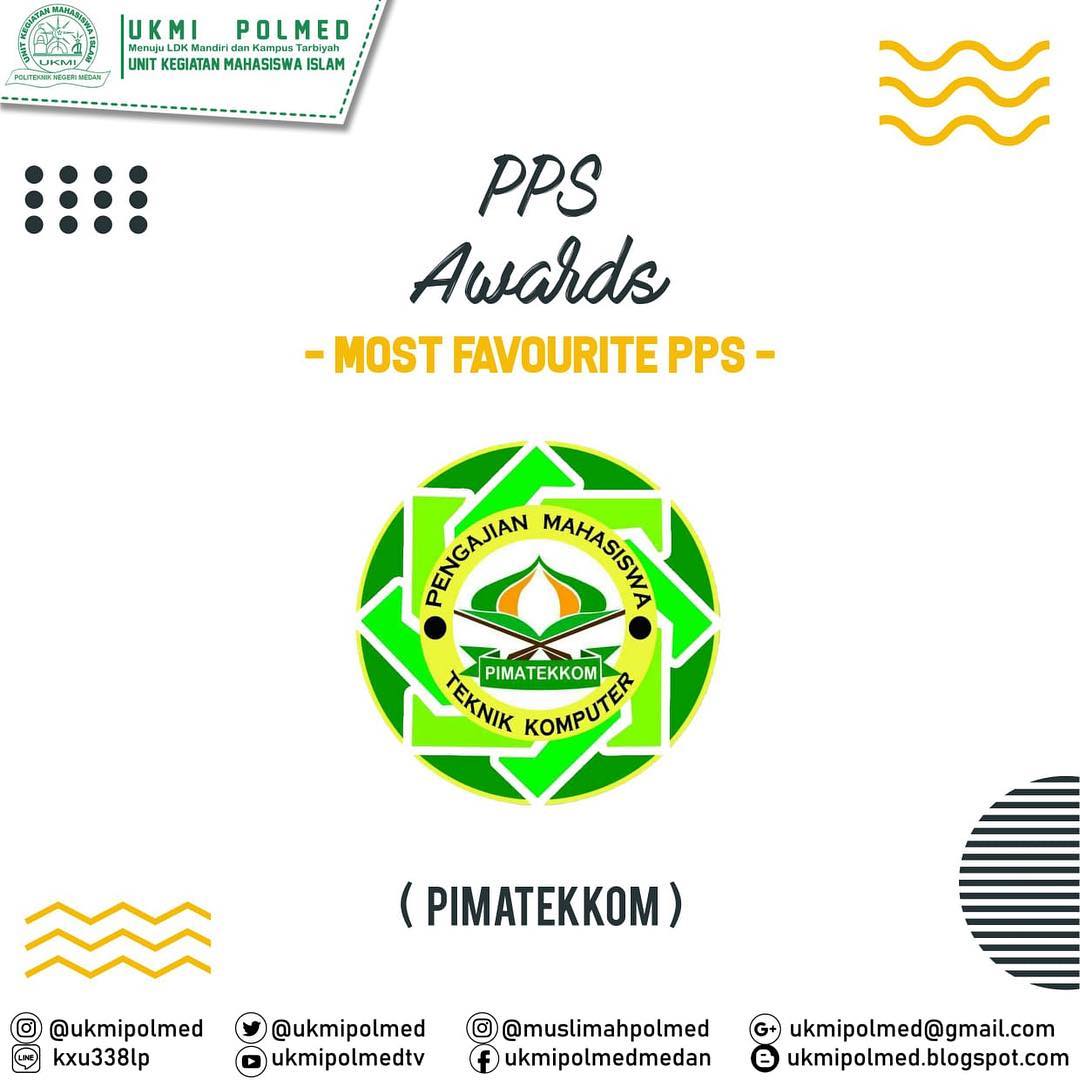 UNIT KEGIATAN MAHASISWA ISLAM
UKMI
POLITEKNIK NEGERI MEDAN
UKMI POLMED
Menuju LDK Mandiri dan Kampus Tarbiyah
UNIT KEGIATAN MAHASISWA ISLAM
PPS
Awards
- MOST FAVOURITE PPS -
PENGAJIAN MAHASISWA
PIMATEKKOM
TEKNIK KOMPUTER
( PIMATEKKOM )
@ukmipolmed @ukmipolmed @muslimahpolmed G+ ukmipolmed@gmail.com
LINE kxu338lp ukmipolmedtv ukmipolmedmedan ukmipolmed.blogspot.com